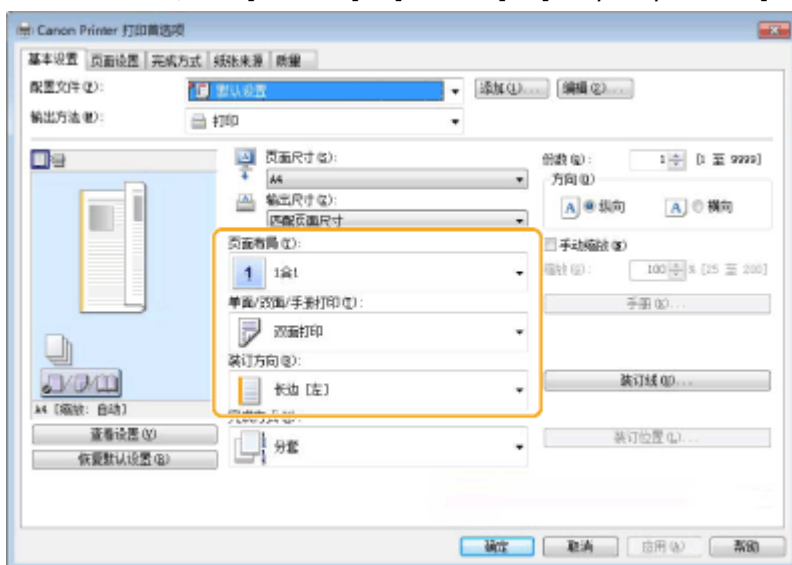 Canon Printer 打印首选项
基本设置 页面设置 完成方式 纸张来源 质量
配置文件(E): 默认设置 添加(1)... 编辑(2)...
输出方法(M): 打印
页面尺寸(S): 份数(Q): 1 [1 至 9999]
A4 方向(O)
输出尺寸(Z): A 纵向 A 横向
匹配页面尺寸
页面布局(Y): 手动缩放(N)
1 1合1 缩放(G): 100 % [25 至 200]
单面/双面/手册打印(T): 手册(K)...
双面打印
装订方向(B):
长边 [左] 装订线(U)...
A4 [缩放: 自动]
查看设置(V) 分套 装订位置(L)...
恢复默认设置(R)
确定 取消 应用(A) 帮助